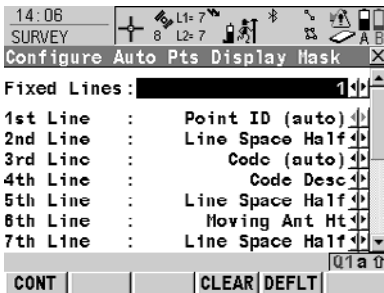 14:06 L1= 7
SURVEY 8 L2= 7 A B
Configure Auto Pts Display Mask
Fixed Lines: 1
1st Line : Point ID (auto)
2nd Line : Line Space Half
3rd Line : Code (auto)
4th Line : Code Desc
5th Line : Line Space Half
6th Line : Moving Ant Ht
7th Line : Line Space Half
Q1a
CONT CLEAR DEFLT